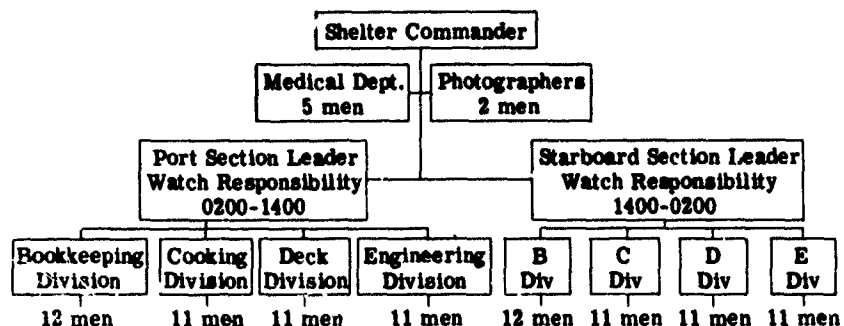 Shelter Commander
Medical Dept.
5 men
Photographers
2 men
Port Section Leader
Watch Responsibility
0200-1400
Starboard Section Leader
Watch Responsibility
1400-0200
Bookkeeping
Division
Cooking
Division
Deck
Division
Engineering
Division
B
Div
C
Div
D
Div
E
Div
12 men
11 men
11 men
11 men
12 men
11 men
11 men
11 men